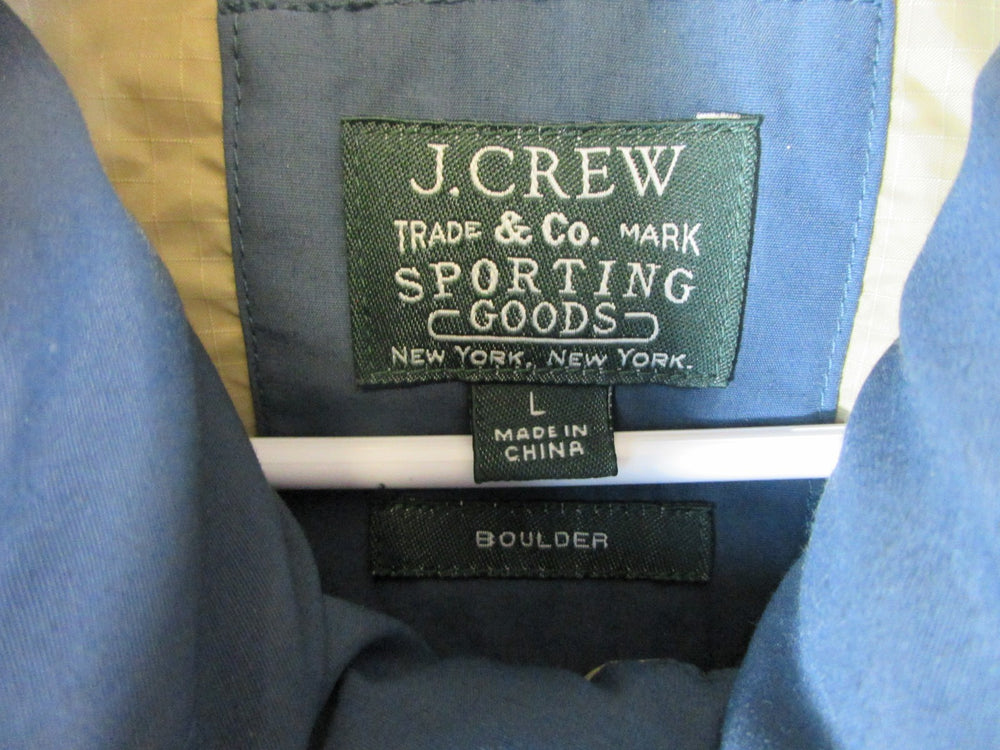 J.CREW
TRADE & Co. MARK
SPORTING
GOODS
NEW YORK, NEW YORK.
L
MADE IN
CHINA
BOULDER